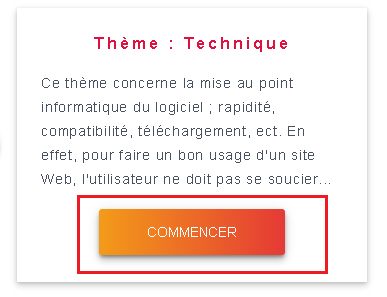 Thème : Technique
Ce thème concerne la mise au point
informatique du logiciel ; rapidité,
compatibilité, téléchargement, ect. En
effet, pour faire un bon usage d'un site
Web, l'utilisateur ne doit pas se soucier...
COMMENCER